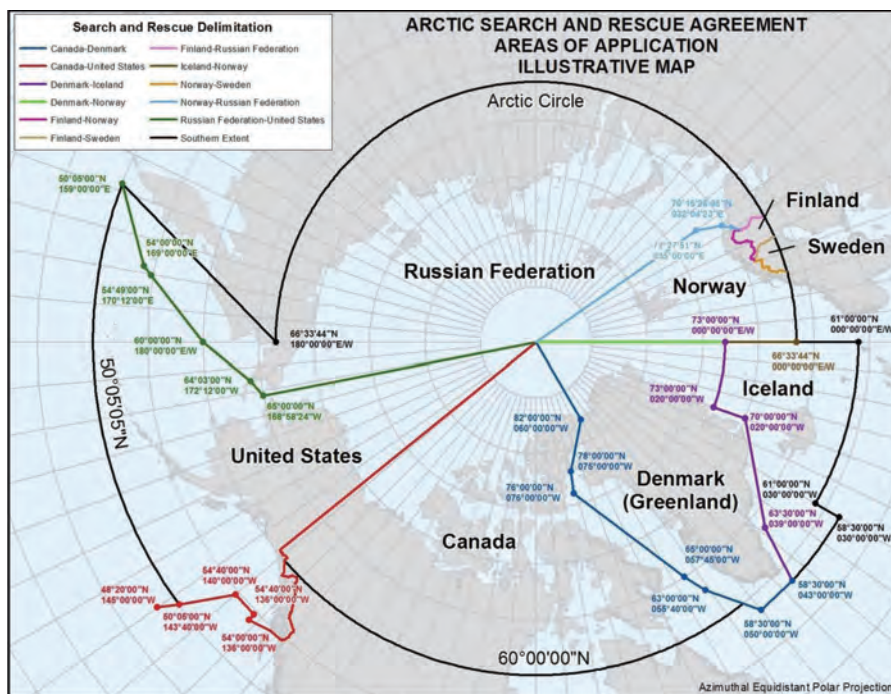 ARCTIC SEARCH AND RESCUE AGREEMENT
AREAS OF APPLICATION
ILLUSTRATIVE MAP
Search and Rescue Delimitation
Canada-Denmark
Canada-United States
Denmark-Iceland
Denmark-Norway
Finland-Norway
Finland-Sweden
Finland-Russian Federation
Iceland-Norway
Norway-Sweden
Norway-Russian Federation
Russian Federation-United States
Southern Extent
Arctic Circle
50°05'00"N
159°00'00"E
54°00'00"N
169°00'00"E
54°49'00"N
170°12'00"E
60°00'00"N
180°00'00"E/W
64°03'00"N
172°12'00"W
65°00'00"N
168°58'24"W
66°33'44"N
180°00'00"E/W
50°05'05"N
Russian Federation
Finland
Sweden
Norway
73°00'00"N
000°00'00"E/W
61°00'00"N
000°00'00"E/W
66°33'44"N
000°00'00"E/W
Iceland
73°00'00"N
020°00'00"W
70°00'00"N
020°00'00"W
82°00'00"N
060°00'00"W
78°00'00"N
075°00'00"W
76°00'00"N
076°00'00"W
United States
Denmark
(Greenland)
61°00'00"N
030°00'00"W
63°30'00"N
039°00'00"W
58°30'00"N
030°00'00"W
Canada
65°00'00"N
057°45'00"W
63°00'00"N
055°40'00"W
58°30'00"N
043°00'00"W
58°30'00"N
050°00'00"W
54°40'00"N
140°00'00"W
54°40'00"N
136°00'00"W
48°20'00"N
145°00'00"W
50°05'00"N
143°40'00"W
54°00'00"N
136°00'00"W
60°00'00"N
Azimuthal Equidistant Polar Projection